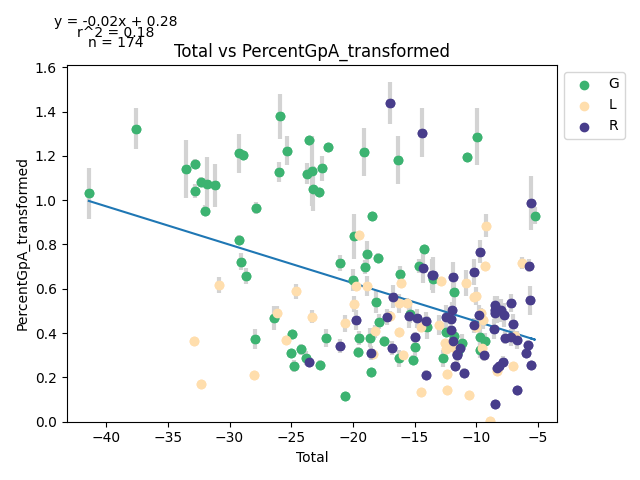 y = -0.02x + 0.28
r^2 = 0.18
n = 174
Total vs PercentGpA_transformed
1.6
1.4
1.2
1.0
0.8
0.6
0.4
0.2
0.0
PercentGpA_transformed
−40
−35
−30
−25
−20
−15
−10
−5
Total
G
L
R